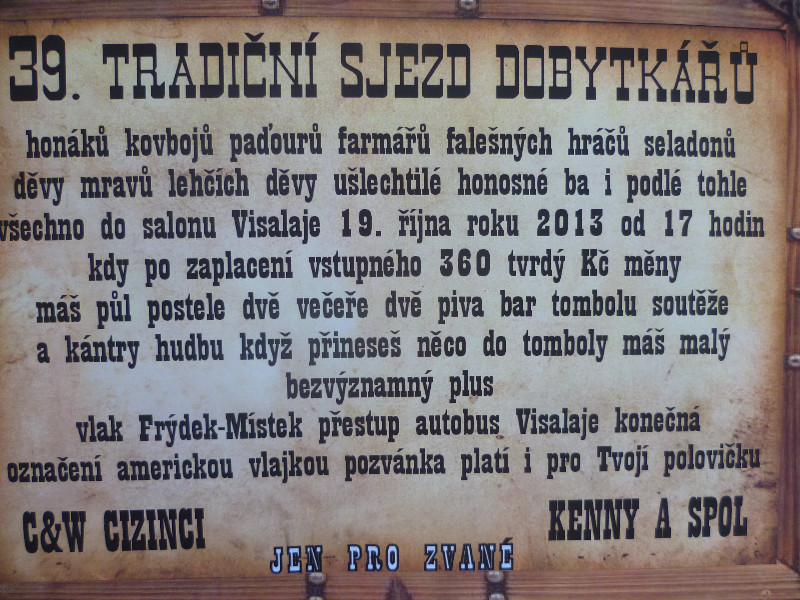 39. TRADIČNÍ SJEZD DOBYTKÁŘŮ
honáků kovbojů paďourů farmářů falešných hráčů seladonů
děvy mravů lehčích děvy ušlechtilé honosné ba i podlé tohle
všechno do salonu Visalaje 19. října roku 2013 od 17 hodin
kdy po zaplacení vstupného 360 tvrdý Kč měny
máš půl postele dvě večeře dvě piva bar tombolu soutěže
a kántry hudbu když přineseš něco do tomboly máš malý
bezvýznamný plus
vlak Frýdek-Místek přestup autobus Visalaje konečná
označení americkou vlajkou pozvánka platí i pro Tvojí polovičku
C&W CIZINCI
KENNY A SPOL
JEN PRO ZVANÉ